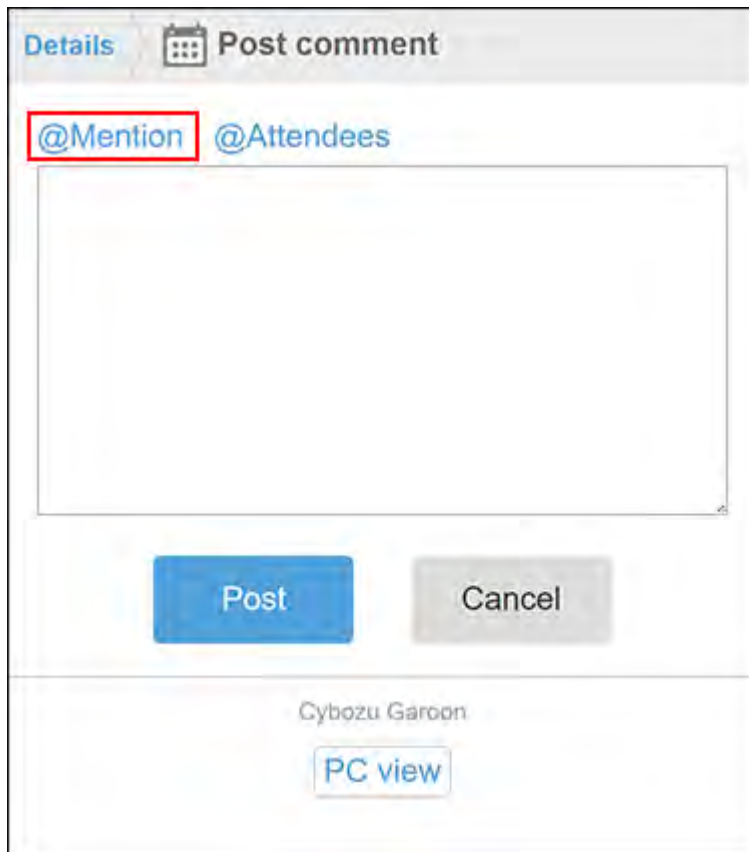 Details Post comment
@Mention @Attendees
Post Cancel
Cybozu Garoon
PC view